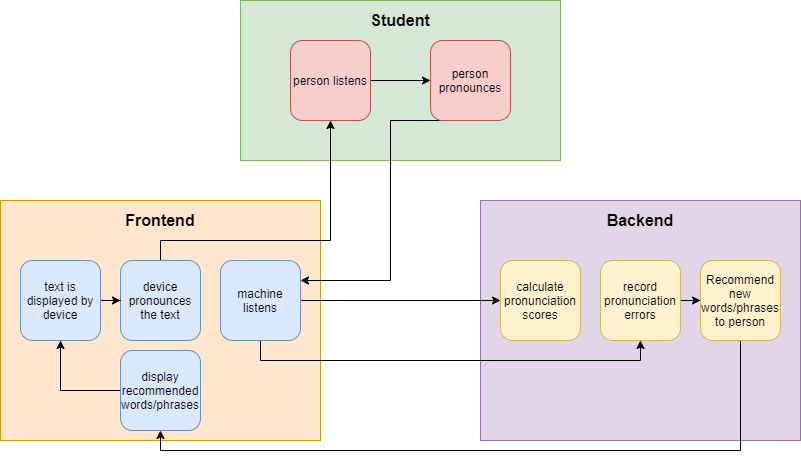 Student
person listens
person
pronounces
Frontend
text is
displayed by
device
device
pronounces
the text
machine
listens
display
recommended
words/phrases
Backend
calculate
pronunciation
scores
record
pronunciation
errors
Recommend
new
words/phrases
to person